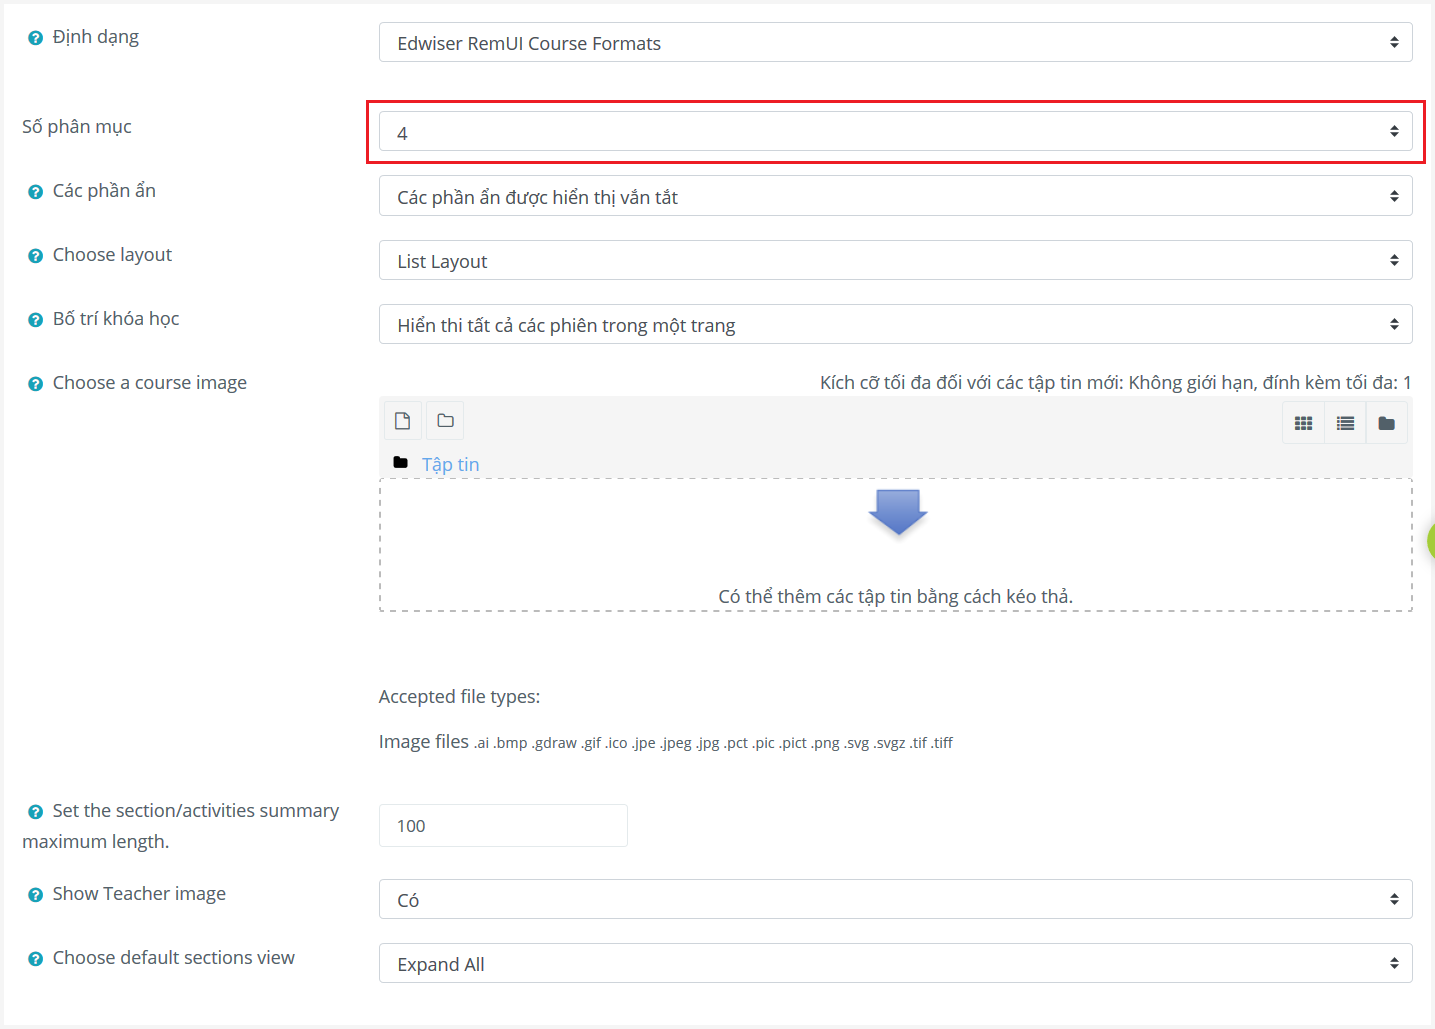 Định dạng
Edwiser RemUI Course Formats
Số phân mục
4
Các phần ẩn
Các phần ẩn được hiển thị vắn tắt
Choose layout
List Layout
Bố trí khóa học
Hiển thi tất cả các phiên trong một trang
Choose a course image
Kích cỡ tối đa đối với các tập tin mới: Không giới hạn, đính kèm tối đa: 1
Tập tin
Có thể thêm các tập tin bằng cách kéo thả.
Accepted file types:
Image files .ai .bmp .gdraw .gif .ico .jpe .jpeg .jpg .pct .pic .pict .png .svg .svgz .tif .tiff
Set the section/activities summary
maximum length.
100
Show Teacher image
Có
Choose default sections view
Expand All